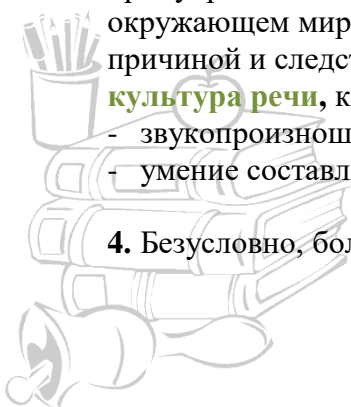 окружающем мир
причиной и следст
культура речи, к
- звукопроизнош
- умение составл
4. Безусловно, бол